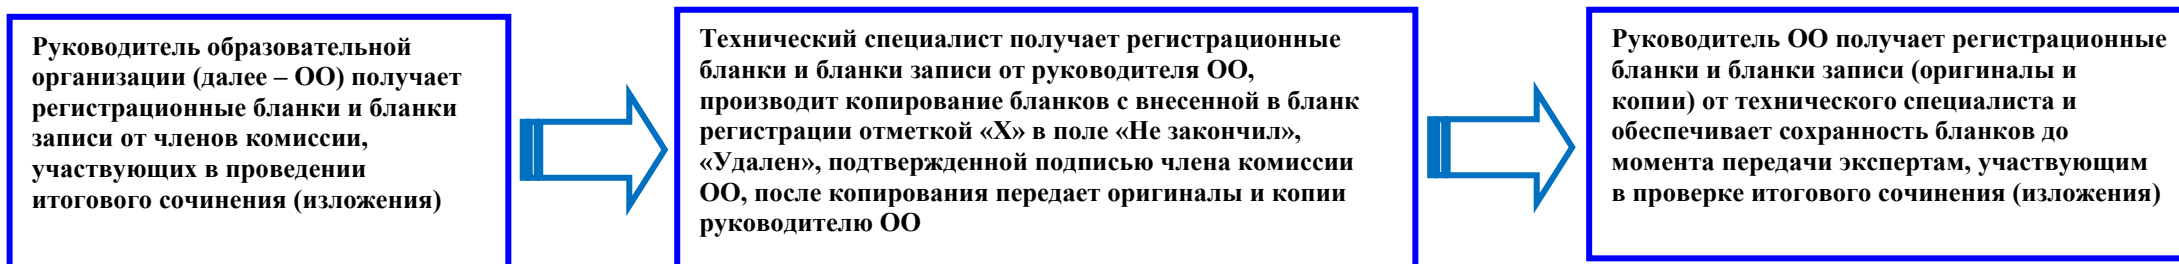 Руководитель образовательной
организации (далее – ОО) получает
регистрационные бланки и бланки
записи от членов комиссии,
участвующих в проведении
итогового сочинения (изложения)
Технический специалист получает регистрационные
бланки и бланки записи от руководителя ОО,
производит копирование бланков с внесенной в бланк
регистрации отметкой «Х» в поле «Не закончил»,
«Удален», подтвержденной подписью члена комиссии
ОО, после копирования передает оригиналы и копии
руководителю ОО
Руководитель ОО получает регистрационные
бланки и бланки записи (оригиналы и
копии) от технического специалиста и
обеспечивает сохранность бланков до
момента передачи экспертам, участвующим
в проверке итогового сочинения (изложения)